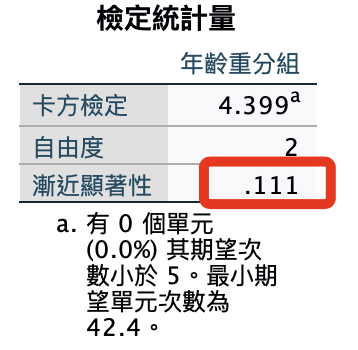 檢定統計量
年齡重分組
卡方檢定 4.399a
自由度 2
漸近顯著性 .111
a. 有 0 個單元
(0.0%) 其期望次
數小於 5。最小期
望單元次數為
42.4。